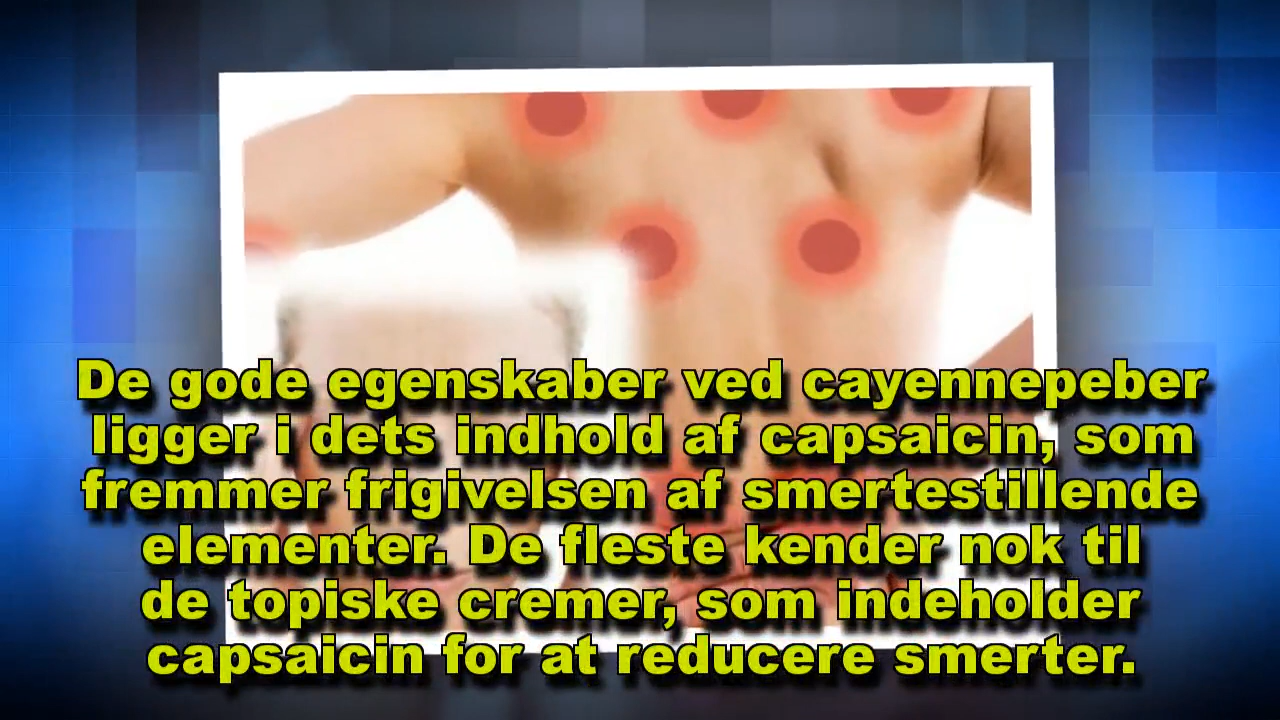 De gode egenskaber ved cayennepeber
ligger i dets indhold af capsaicin, som
fremmer frigivelsen af smertestillende
elementer. De fleste kender nok til
de topiske cremer, som indeholder
capsaicin for at reducere smerter.